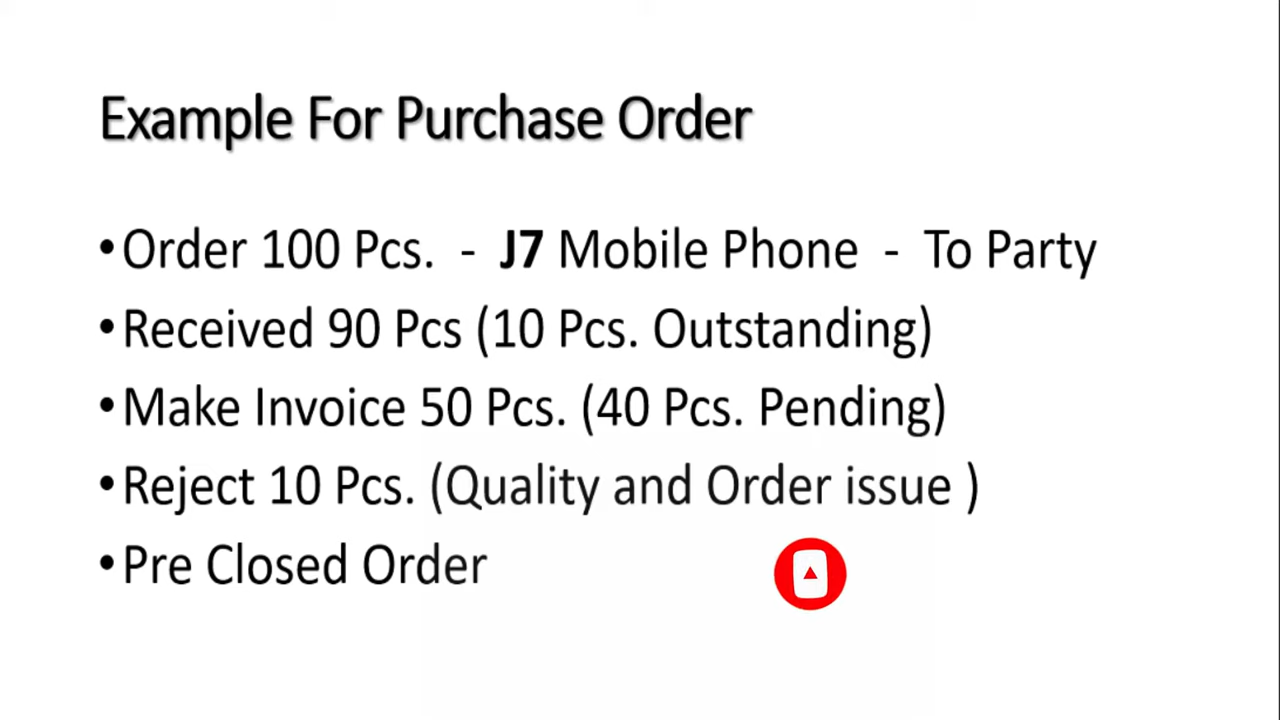 Example For Purchase Order
•Order 100 Pcs. - J7 Mobile Phone - To Party
•Received 90 Pcs (10 Pcs. Outstanding)
•Make Invoice 50 Pcs. (40 Pcs. Pending)
•Reject 10 Pcs. (Quality and Order issue )
•Pre Closed Order